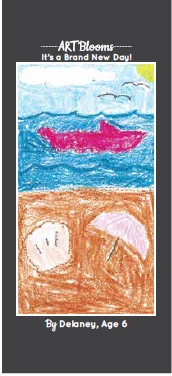 ART Blooms
It's a Brand New Day!
By Delaney, Age 6